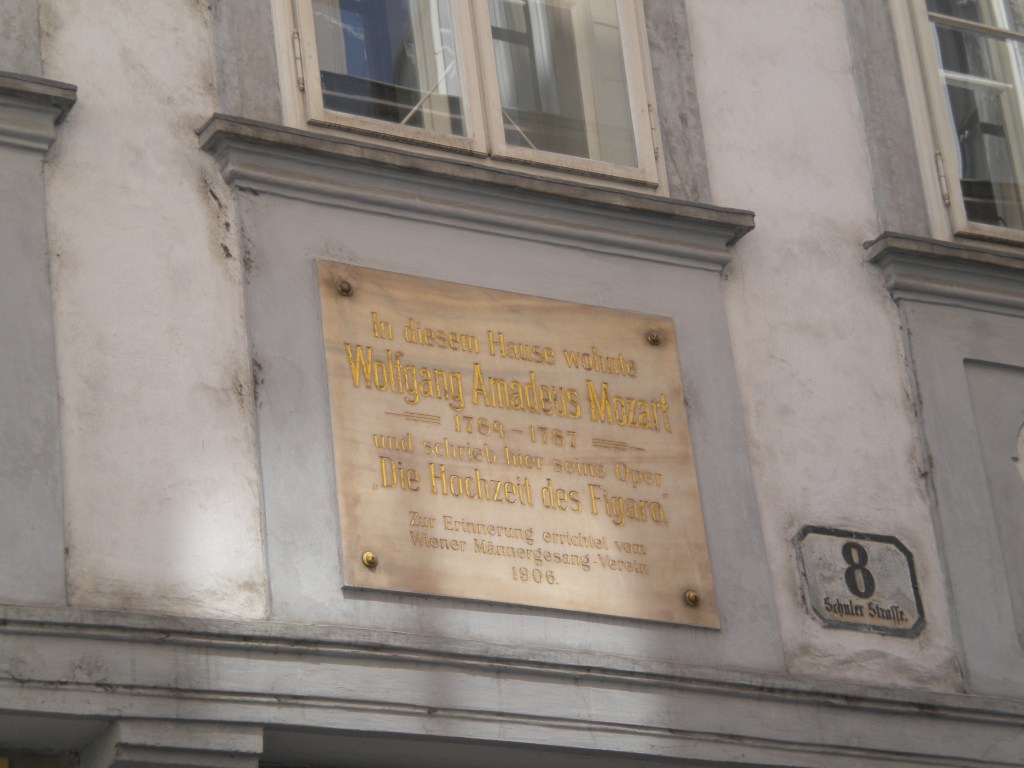 In diesem Hause wohnte
Wolfgang Amadeus Mozart
1784-1787
und schrieb hier seine Oper
„Die Hochzeit des Figaro“
Zur Erinnerung errichtet vom
Wiener Männergesang-Verein
1906.
8
Schuler Strasse.